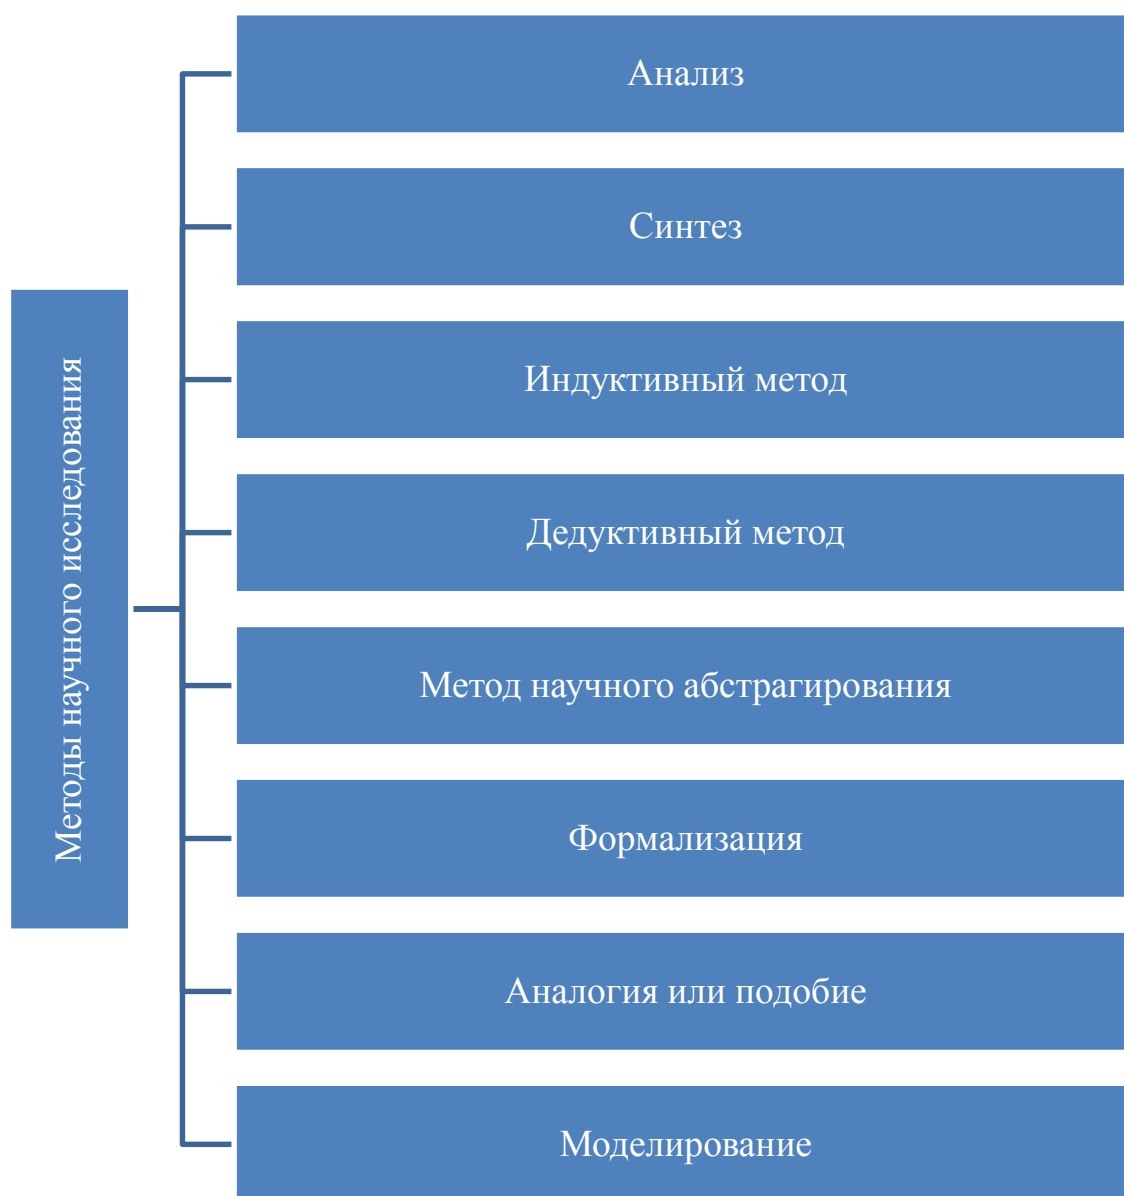 Методы научного исследования
Анализ
Синтез
Индуктивный метод
Дедуктивный метод
Метод научного абстрагирования
Формализация
Аналогия или подобие
Моделирование